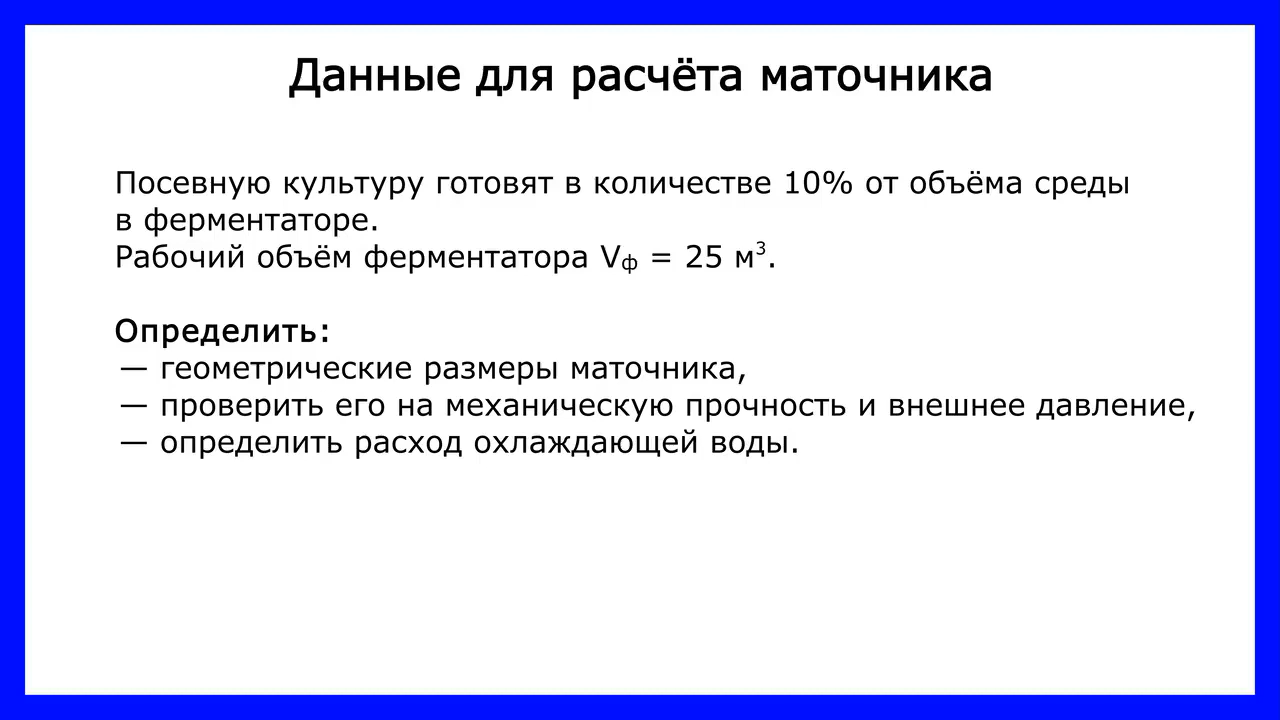 Данные для расчёта маточника
Посевную культуру готовят в количестве 10% от объёма среды
в ферментаторе.
Рабочий объём ферментатора Vф = 25 м³.
Определить:
— геометрические размеры маточника,
— проверить его на механическую прочность и внешнее давление,
— определить расход охлаждающей воды.